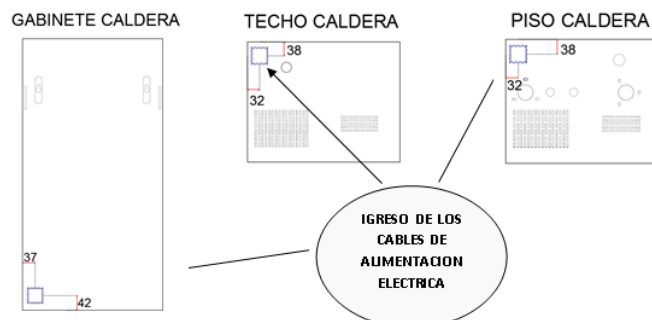 GABINETE CALDERA
TECHO CALDERA
PISO CALDERA
38
32
38
32
37
42
IGRESO DE LOS
CABLES DE
ALIMENTACION
ELECTRICA